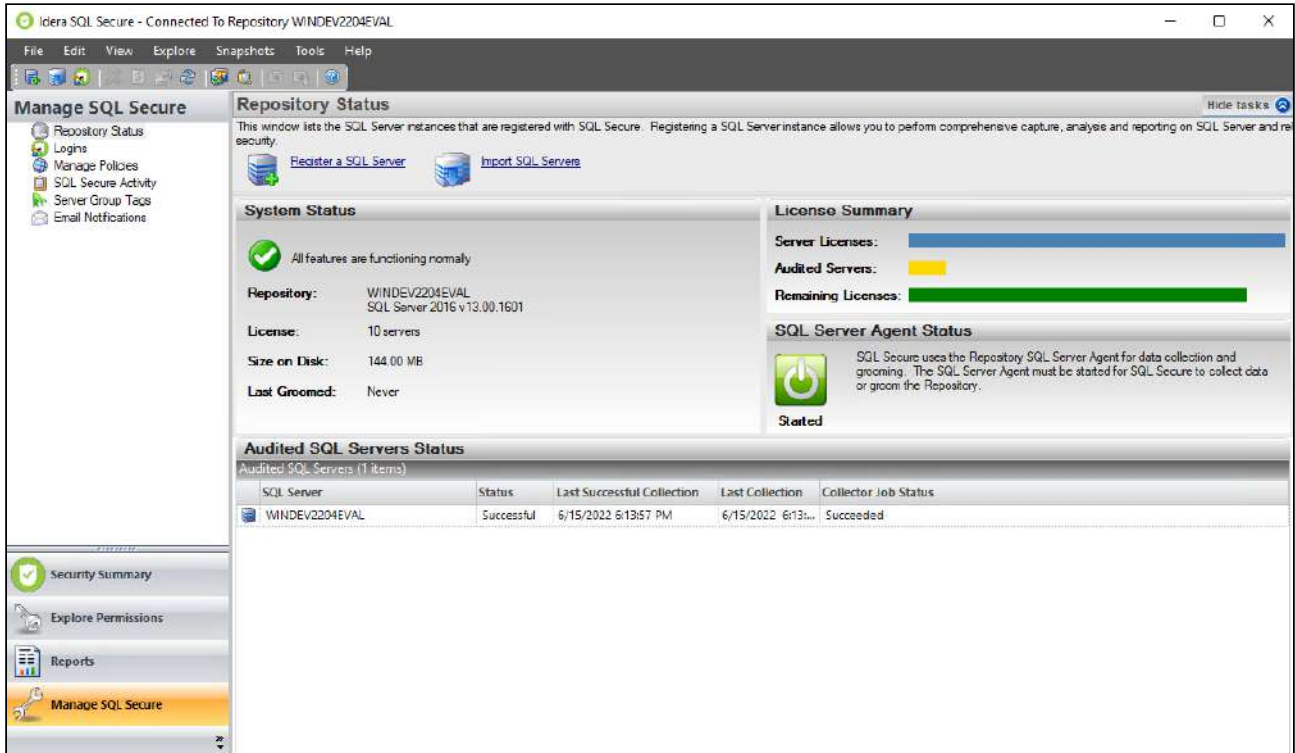 Idera SQL Secure - Connected To Repository WINDEV2204EVAL
File Edit View Explore Snapshots Tools Help
Manage SQL Secure
Repository Status
Logins
Manage Policies
SQL Secure Activity
Server Group Tags
Email Notifications
Repository Status
Hide tasks
This window lists the SQL Server instances that are registered with SQL Secure. Registering a SQL Server instance allows you to perform comprehensive capture, analysis and reporting on SQL Server and rel
security.
Register a SQL Server
Import SQL Servers
System Status
All features are functioning normally
Repository: WINDEV2204EVAL
SQL Server 2016 v13.00.1601
License: 10 servers
Size on Disk: 144.00 MB
Last Groomed: Never
License Summary
Server Licenses:
Audited Servers:
Remaining Licenses:
SQL Server Agent Status
SQL Secure uses the Repository SQL Server Agent for data collection and
grooming. The SQL Server Agent must be started for SQL Secure to collect data
or groom the Repository.
Started
Audited SQL Servers Status
Audited SQL Servers (1 items)
SQL Server Status Last Successful Collection Last Collection Collector Job Status
WINDEV2204EVAL Successful 6/15/2022 6:13:57 PM 6/15/2022 6:13:... Succeeded
Security Summary
Explore Permissions
Reports
Manage SQL Secure